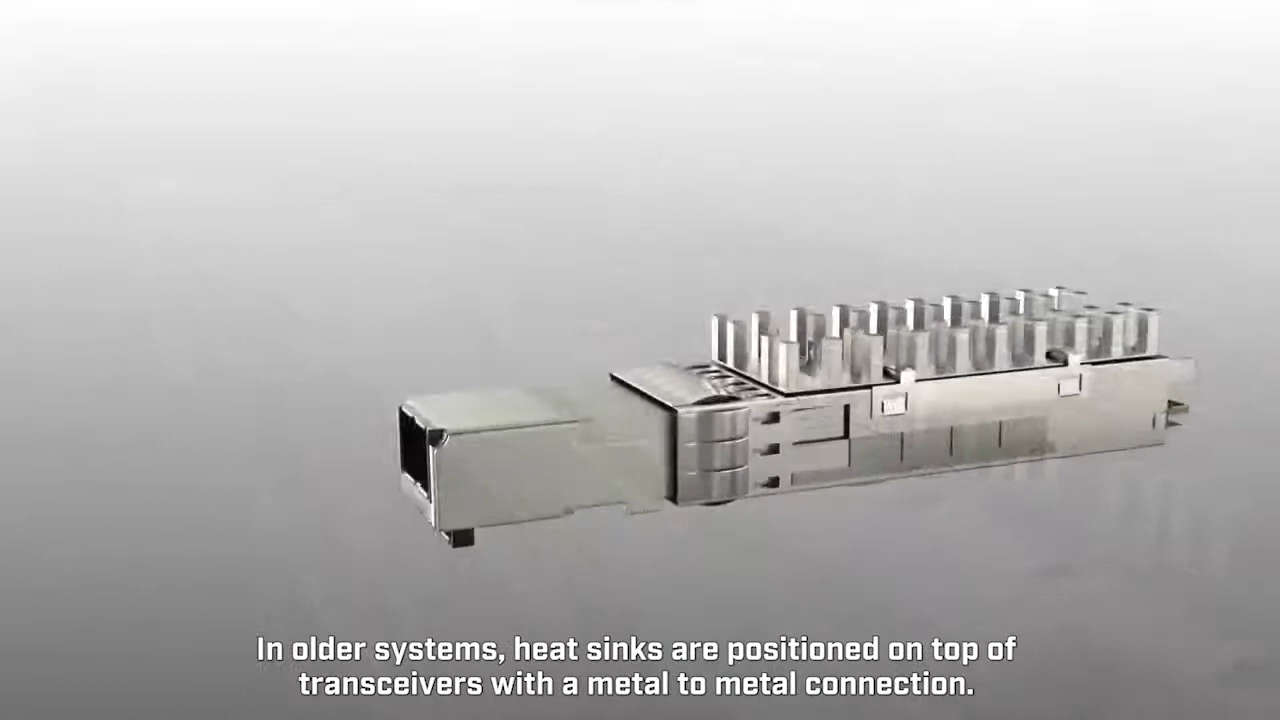 In older systems, heat sinks are positioned on top of
transceivers with a metal to metal connection.